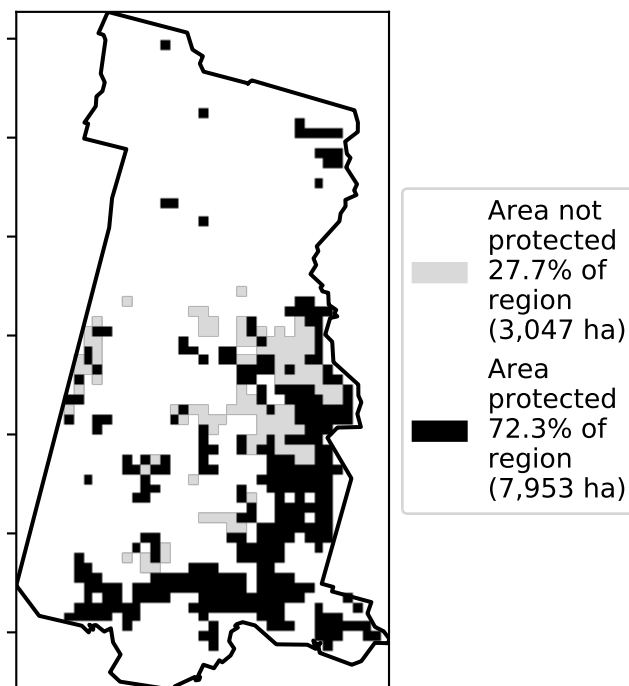 Area not
protected
27.7% of
region
(3,047 ha)
Area
protected
72.3% of
region
(7,953 ha)